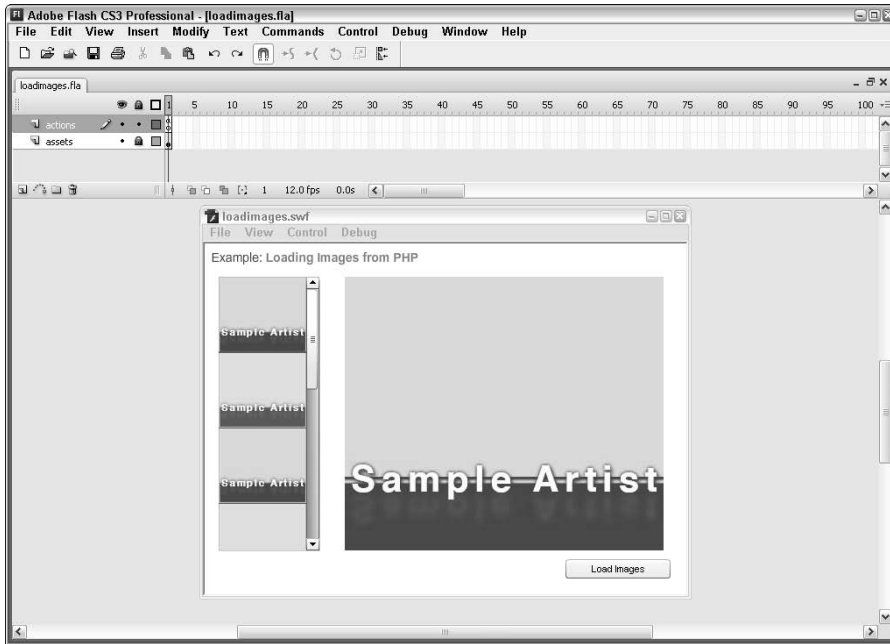 Adobe Flash CS3 Professional - [loadimages.fla]
File Edit View Insert Modify Text Commands Control Debug Window Help
loadimages.fla
1 5 10 15 20 25 30 35 40 45 50 55 60 65 70 75 80 85 90 95 100
actions
assets
1 12.0 fps 0.0s
loadimages.swf
File View Control Debug
Example: Loading Images from PHP
Sample Artist
Sample Artist
Sample Artist
Sample Artist
Load Images